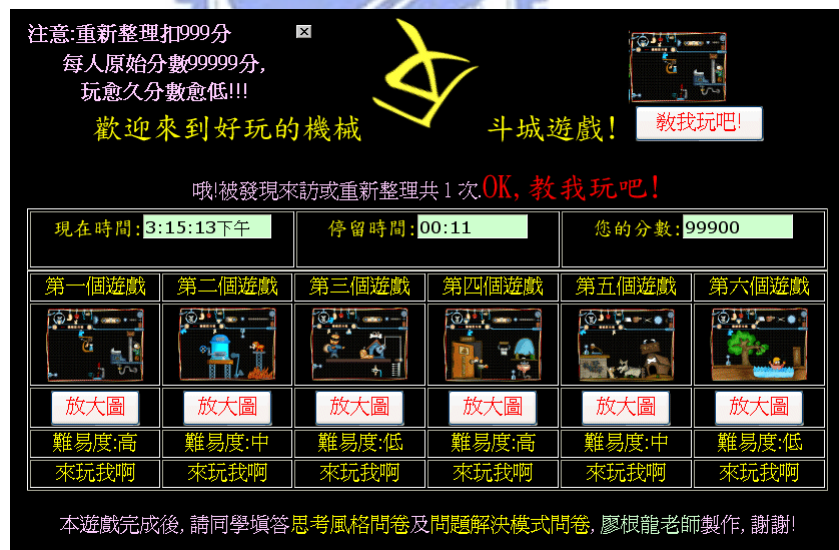 注意:重新整理扣999分
每人原始分數99999分,
玩愈久分數愈低!!!
歡迎來到好玩的機械 斗城遊戲! 敎我玩吧!
哦!被發現來訪或重新整理共1次.OK,教我玩吧!
現在時間:3:15:13下午 停留時間:00:11 您的分數:99900
第一個遊戲 第二個遊戲 第三個遊戲 第四個遊戲 第五個遊戲 第六個遊戲
放大圖 放大圖 放大圖 放大圖 放大圖 放大圖
難易度:高 難易度:中 難易度:低 難易度:高 難易度:中 難易度:低
來玩我啊 來玩我啊 來玩我啊 來玩我啊 來玩我啊 來玩我啊
本遊戲完成後,請同學填答思考風格問卷及問題解決模式問卷,廖根龍老師製作,謝謝!